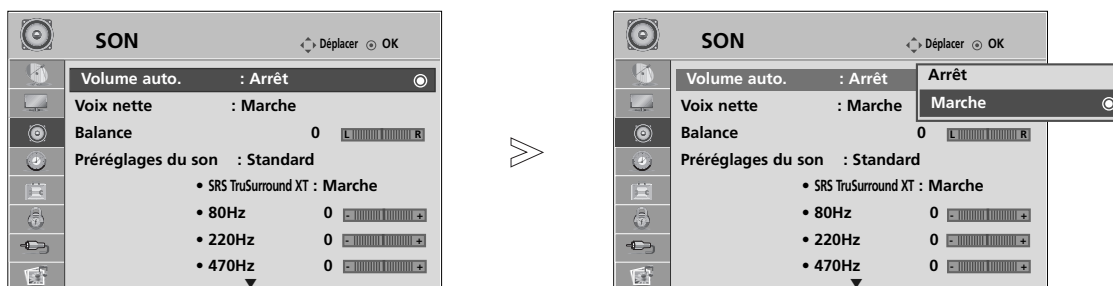 SON Déplacer OK
Volume auto. : Arrêt
Voix nette : Marche
Balance 0 L R
Préréglages du son : Standard
• SRS TruSurround XT : Marche
• 80Hz 0 - +
• 220Hz 0 - +
• 470Hz 0 - +
SON Déplacer OK
Volume auto. : Arrêt
Arrêt
Marche
Voix nette : Marche
Balance 0 L R
Préréglages du son : Standard
• SRS TruSurround XT : Marche
• 80Hz 0 - +
• 220Hz 0 - +
• 470Hz 0 - +